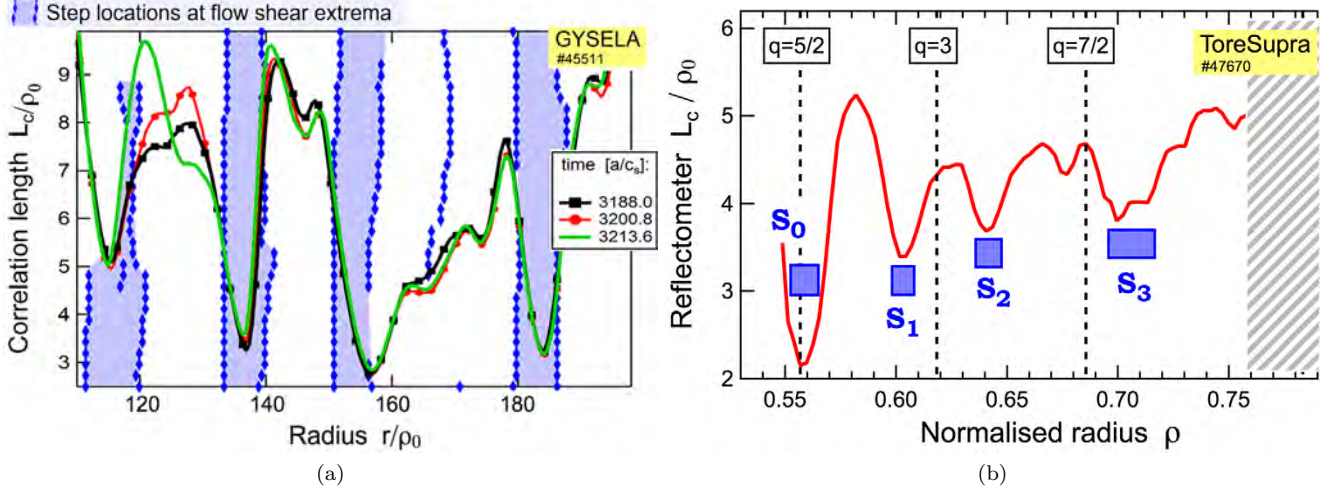 Step locations at flow shear extrema
GYSELA
#45511
Correlation length L_c/ρ_0
9
8
7
6
5
4
3
time [a/c_s]:
3188.0
3200.8
3213.6
120
140
160
180
Radius r/ρ_0
(a)
q=5/2
q=3
q=7/2
ToreSupra
#47670
Reflectometer L_c / ρ_0
6
5
4
3
2
S_0
S_1
S_2
S_3
0.55
0.60
0.65
0.70
0.75
Normalised radius ρ
(b)